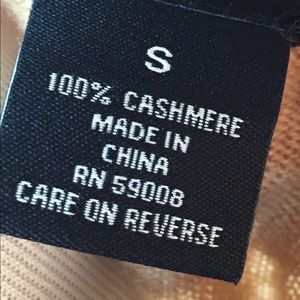 S
100% CASHMERE
MADE IN
CHINA
RN 59008
CARE ON REVERSE